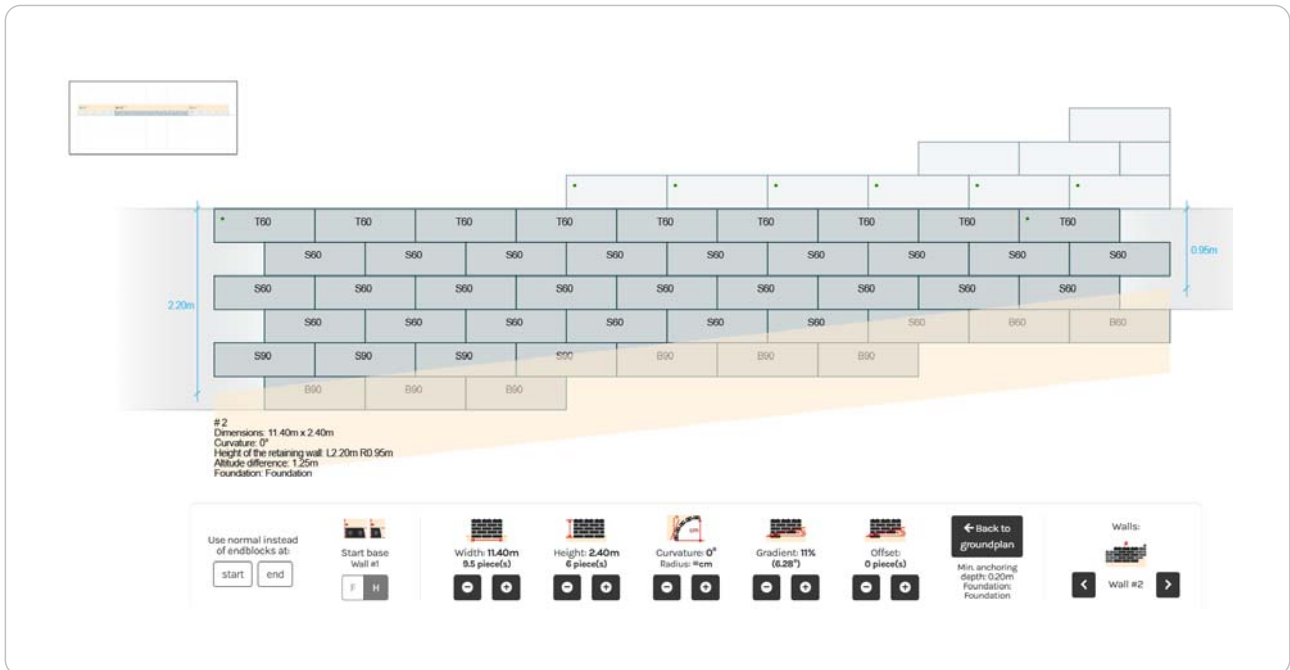 T60 T60 T60 T60 T60 T60 T60 T60 T60
S60 S60 S60 S60 S60 S60 S60 S60 S60
0.95m
S60 S60 S60 S60 S60 S60 S60 S60 S60
2.20m
S60 S60 S60 S60 S60 S60 S60 B60 B60
S90 S90 S90 S90 B90 B90 B90
B90 B90 B90
# 2
Dimensions: 11.40m x 2.40m
Curvature: 0°
Height of the retaining wall: L2.20m R0.95m
Altitude difference: 1.25m
Foundation: Foundation
Use normal instead
of endblocks at:
start end
Start base
Wall #1
F H
Width: 11.40m
9.5 piece(s)
Height: 2.40m
6 piece(s)
Curvature: 0°
Radius: ∞cm
Gradient: 11%
(6.28°)
Offset:
0 piece(s)
Back to
groundplan
Min. anchoring
depth: 0.20m
Foundation:
Foundation
Walls:
Wall #2